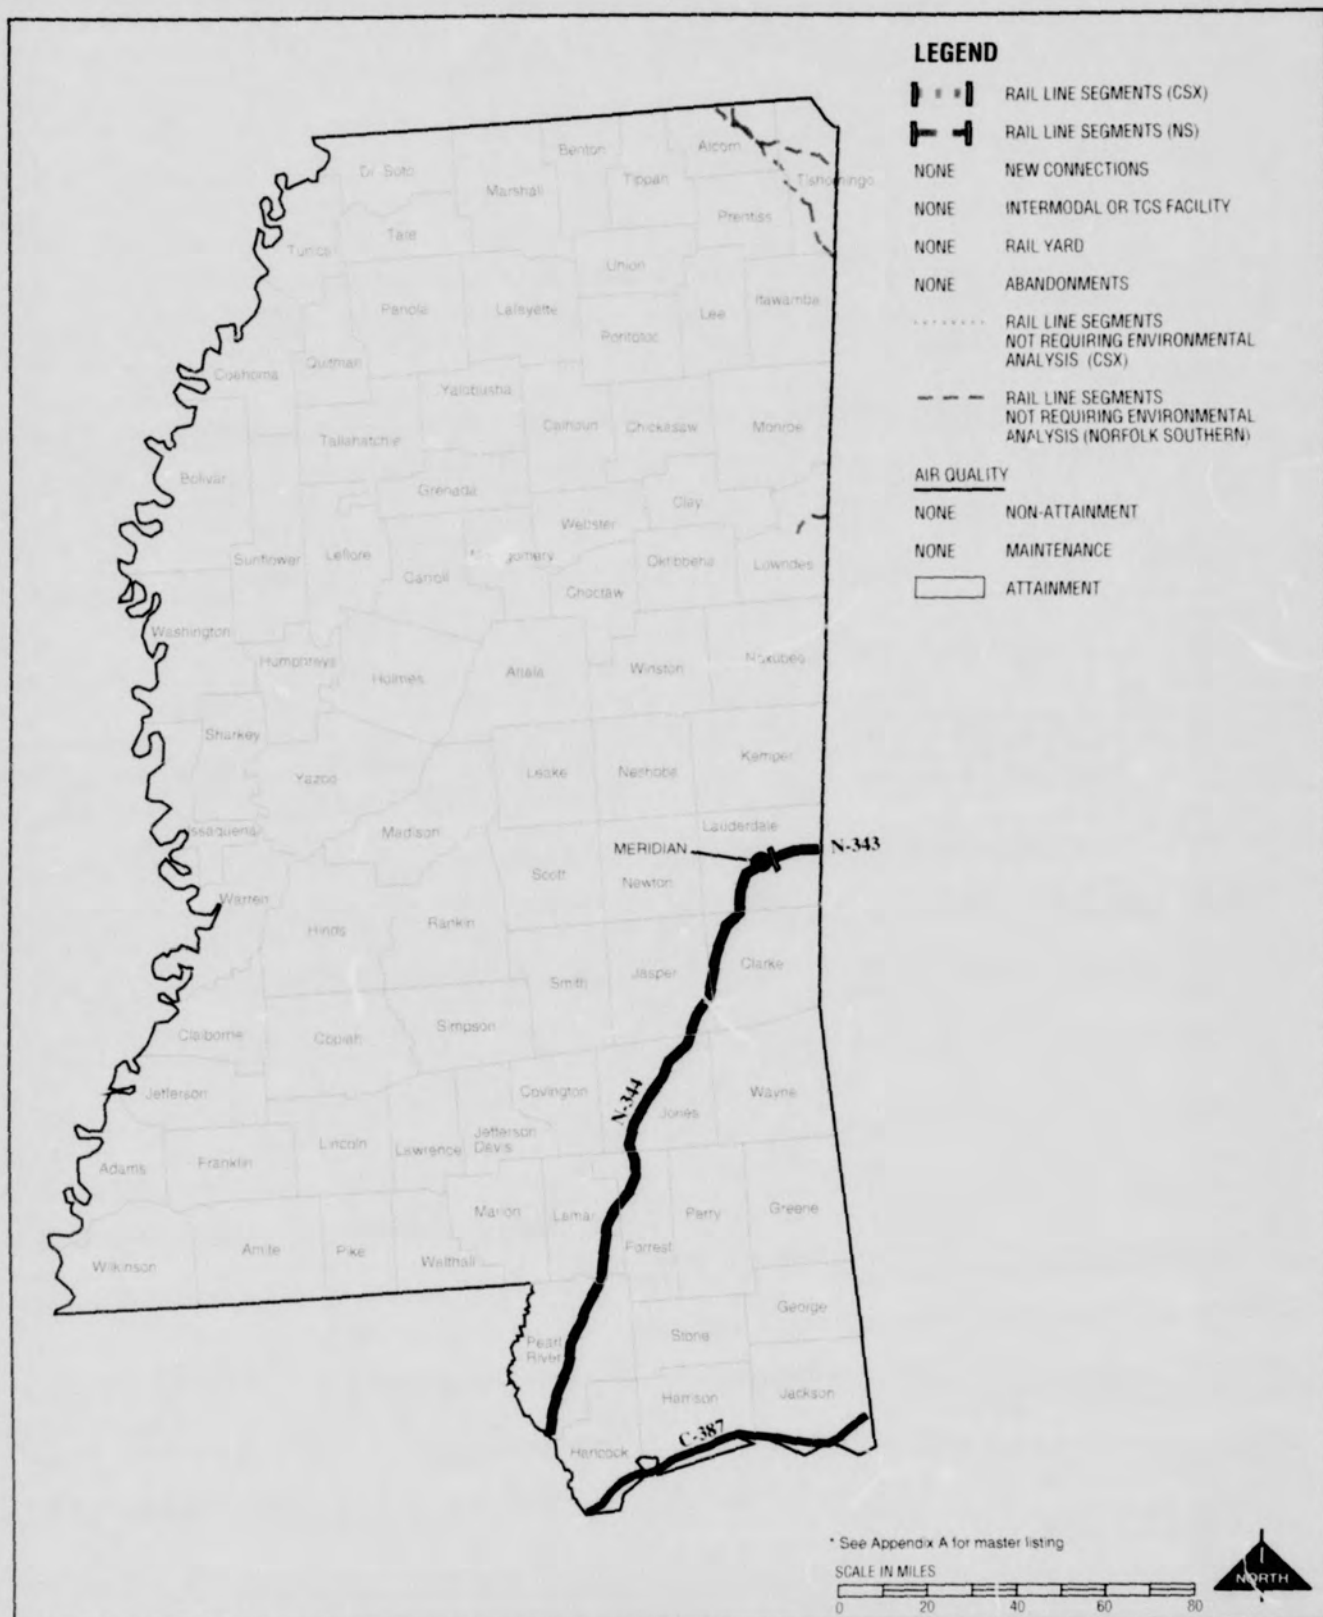 LEGEND
RAIL LINE SEGMENTS (CSX)
RAIL LINE SEGMENTS (NS)
NONE NEW CONNECTIONS
NONE INTERMODAL OR TCS FACILITY
NONE RAIL YARD
NONE ABANDONMENTS
RAIL LINE SEGMENTS
NOT REQUIRING ENVIRONMENTAL
ANALYSIS (CSX)
RAIL LINE SEGMENTS
NOT REQUIRING ENVIRONMENTAL
ANALYSIS (NORFOLK SOUTHERN)
AIR QUALITY
NONE NON-ATTAINMENT
NONE MAINTENANCE
ATTAINMENT
Benton
Alcorn
De Soto
Marshall
Tippah
Tishomingo
Prentiss
Tunica
Tate
Union
Panola
Lafayette
Lee
Itawamba
Pontotoc
Quitman
Coahoma
Yalobusha
Calhoun
Chickasaw
Monroe
Tallahatchie
Bolivar
Grenada
Clay
Webster
Sunflower
Leflore
Carroll
Oktibbeha
Lowndes
Choctaw
Washington
Humphreys
Holmes
Attala
Winston
Noxubee
Sharkey
Yazoo
Leake
Neshoba
Kemper
Issaquena
Madison
Lauderdale
MERIDIAN
N-343
Scott
Newton
Warren
Hinds
Rankin
Smith
Jasper
Clarke
Claiborne
Copiah
Simpson
Jefferson
Covington
N-344
Jones
Wayne
Lincoln
Lawrence
Jefferson
Davis
Adams
Franklin
Marion
Lamar
Perry
Greene
Forrest
Wilkinson
Amite
Pike
Walthall
George
Pearl
River
Stone
Harrison
Jackson
Hancock
C-387
* See Appendix A for master listing
SCALE IN MILES
0 20 40 60 80
NORTH